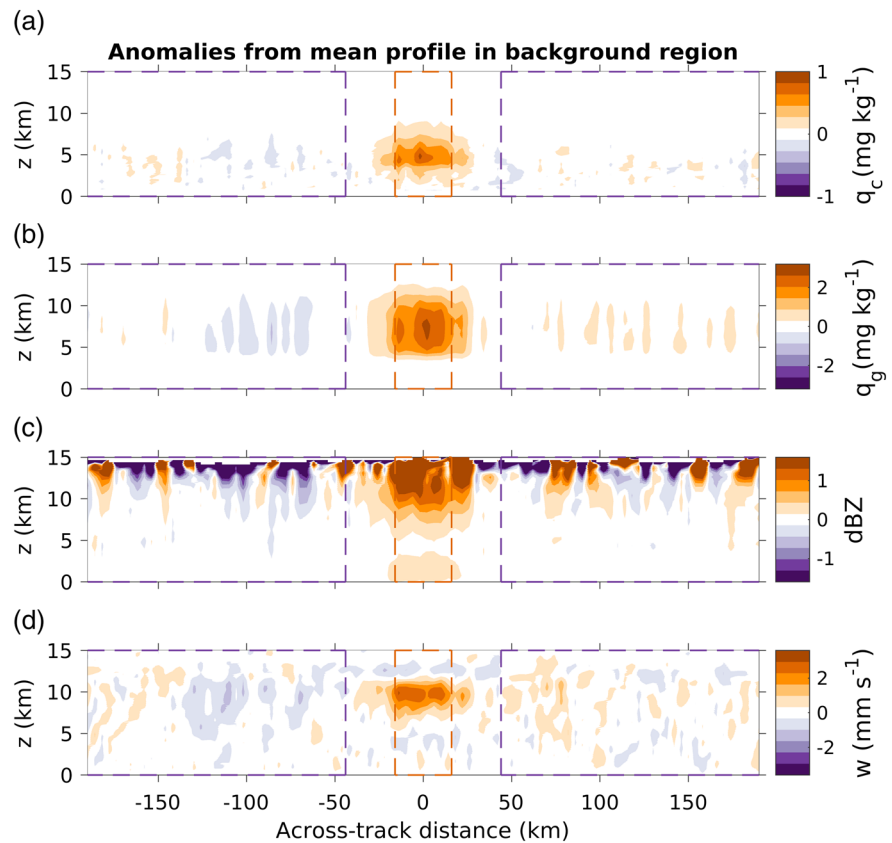 (a)
Anomalies from mean profile in background region
15
10
5
0
z (km)
1
0
-1
q_c (mg kg^-1)
(b)
15
10
5
0
z (km)
2
0
-2
q_g (mg kg^-1)
(c)
15
10
5
0
z (km)
1
0
-1
dBZ
(d)
15
10
5
0
z (km)
2
0
-2
w (mm s^-1)
-150 -100 -50 0 50 100 150
Across-track distance (km)